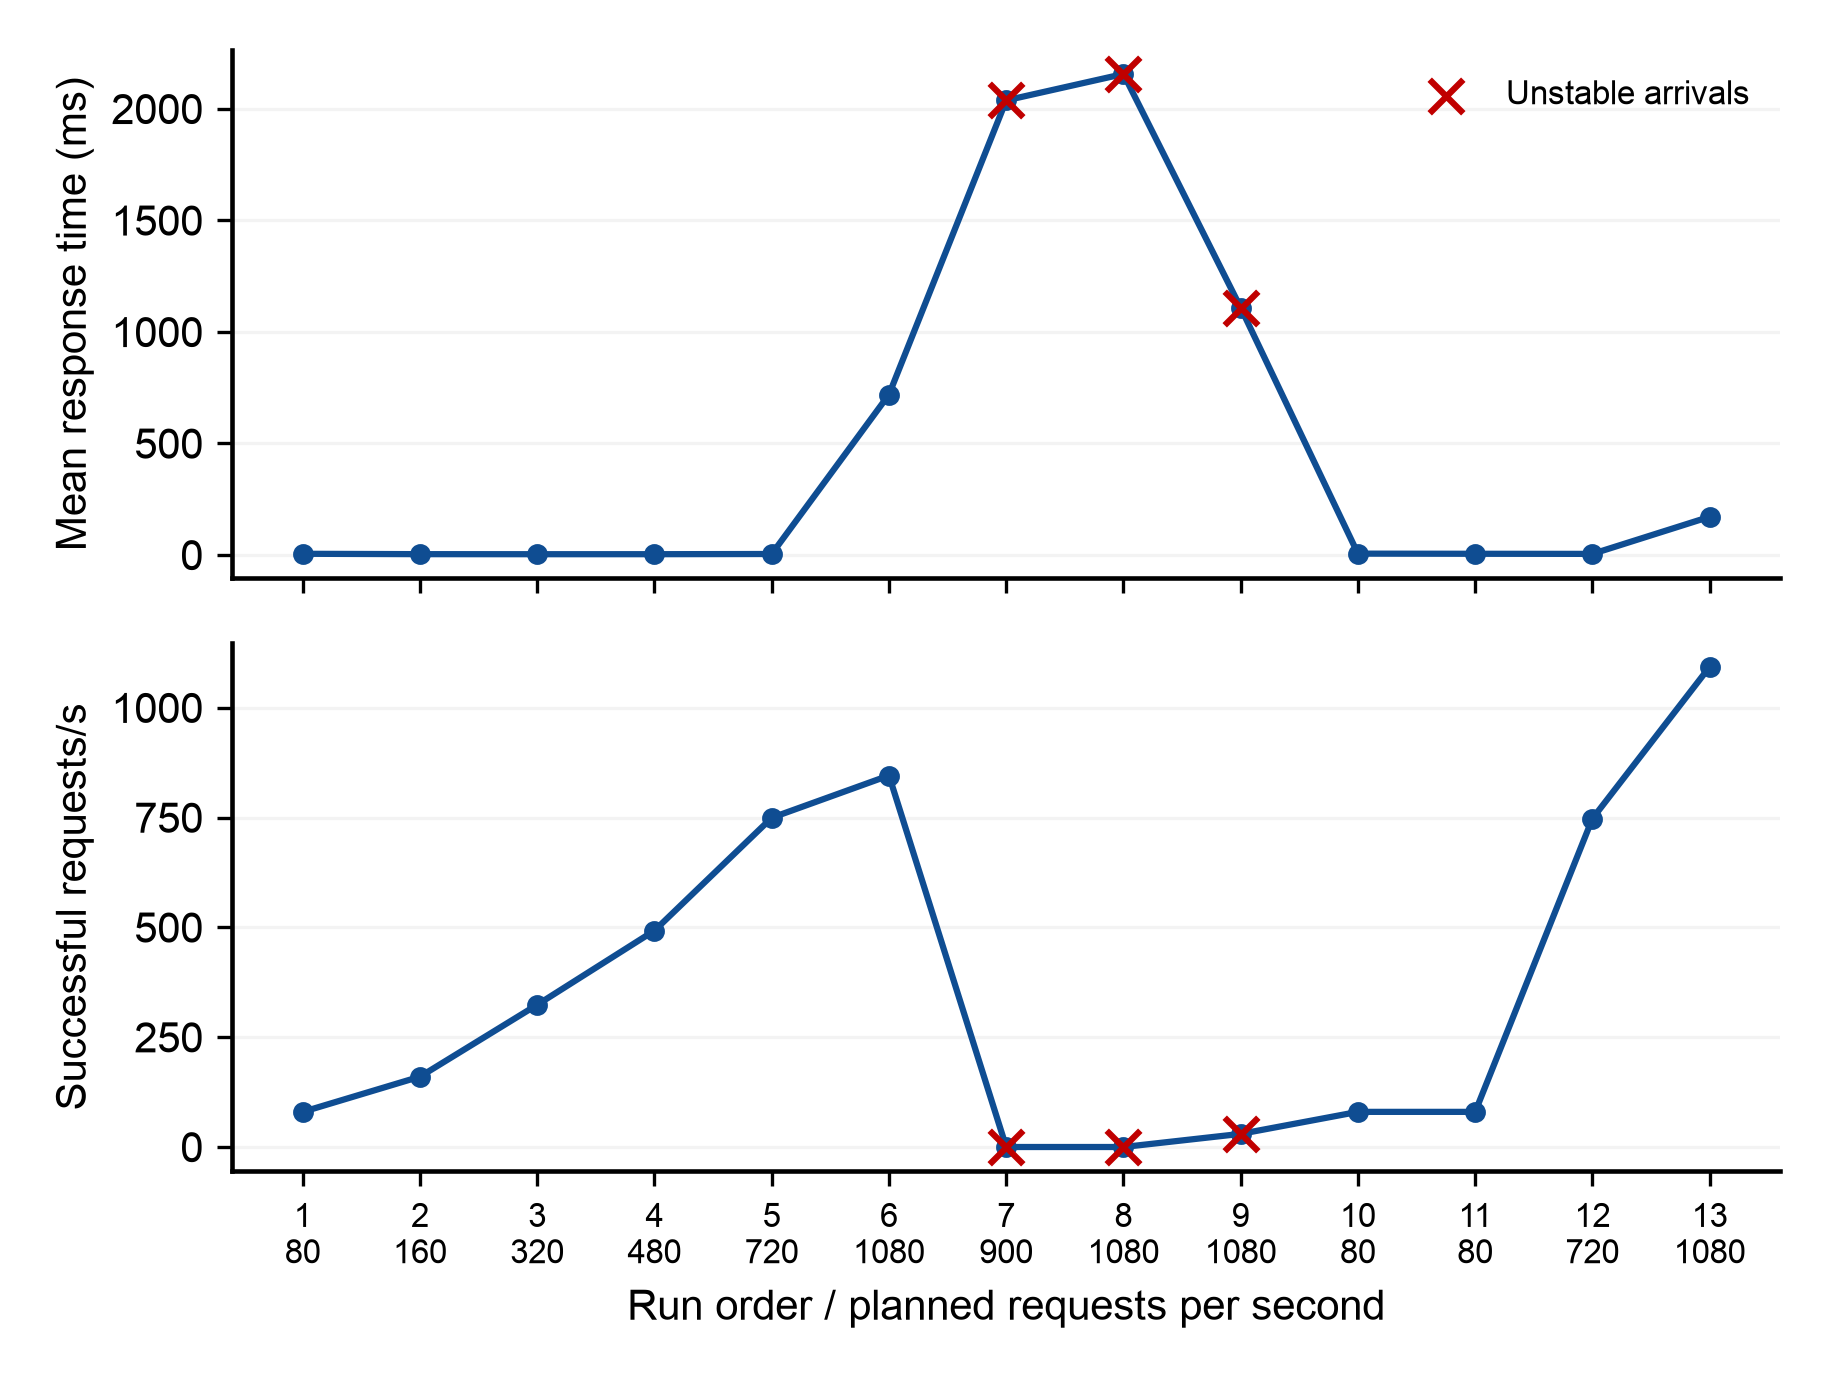 Mean response time (ms)
2000
1500
1000
500
0
Unstable arrivals
Successful requests/s
1000
750
500
250
0
1 2 3 4 5 6 7 8 9 10 11 12 13
80 160 320 480 720 1080 900 1080 1080 80 80 720 1080
Run order / planned requests per second